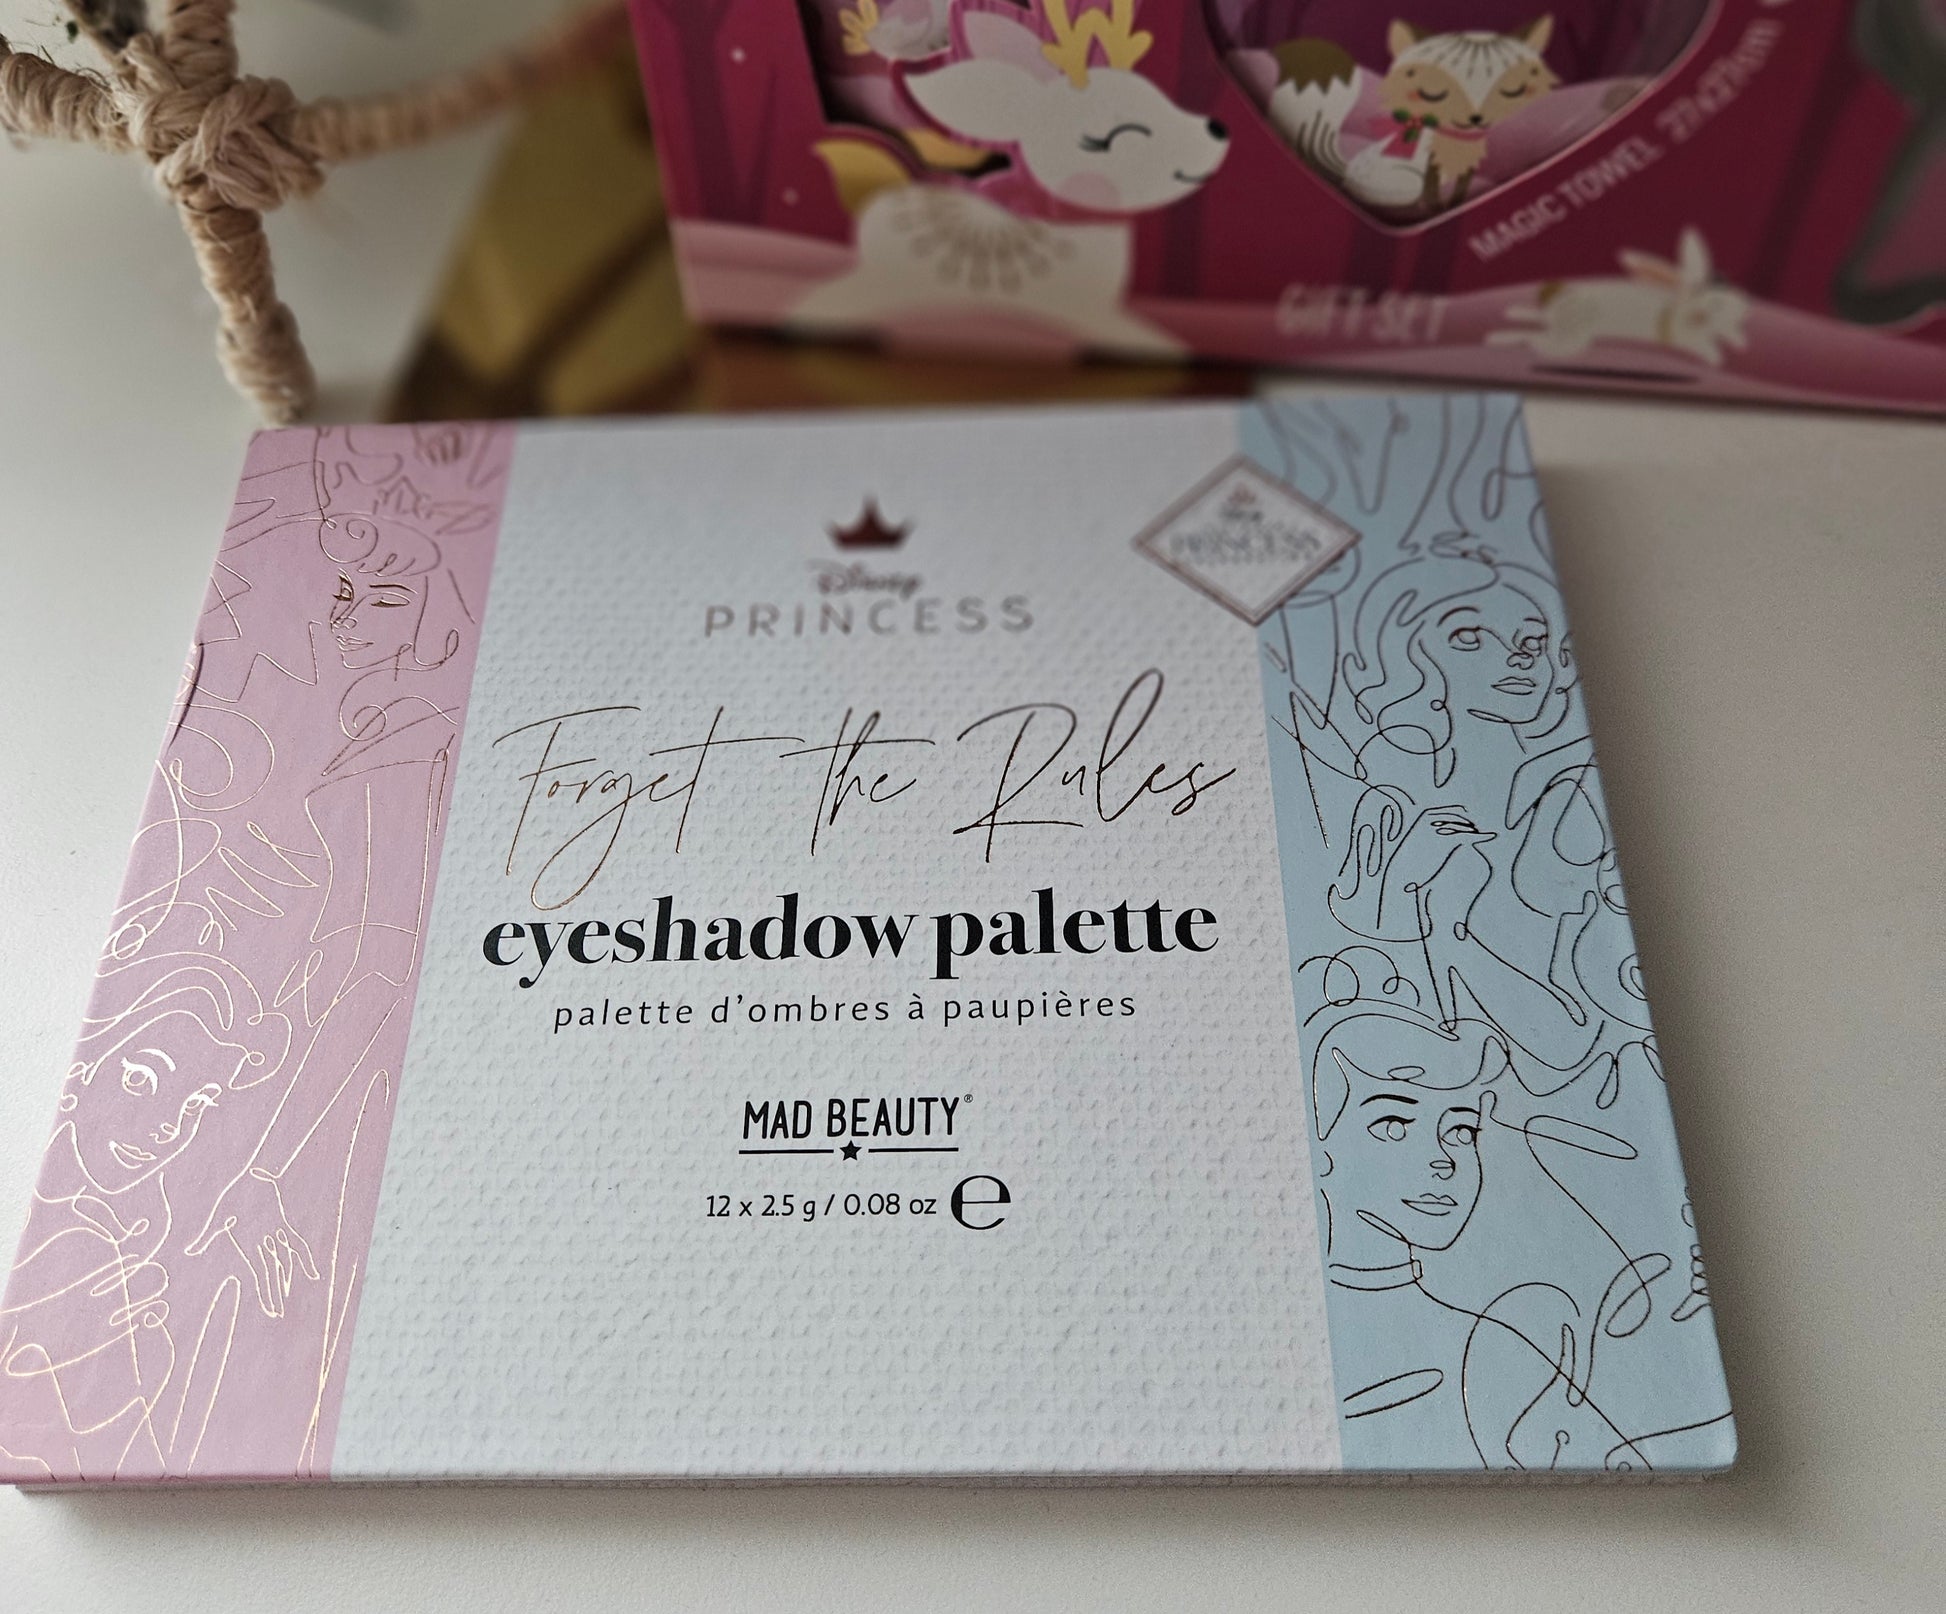 MAGIC TOWEL
GIFT SET
Disney
PRINCESS
PRINCESS
Forget the Rules
eyeshadow palette
palette d'ombres à paupières
MAD BEAUTY®
12 x 2.5 g / 0.08 oz ℮